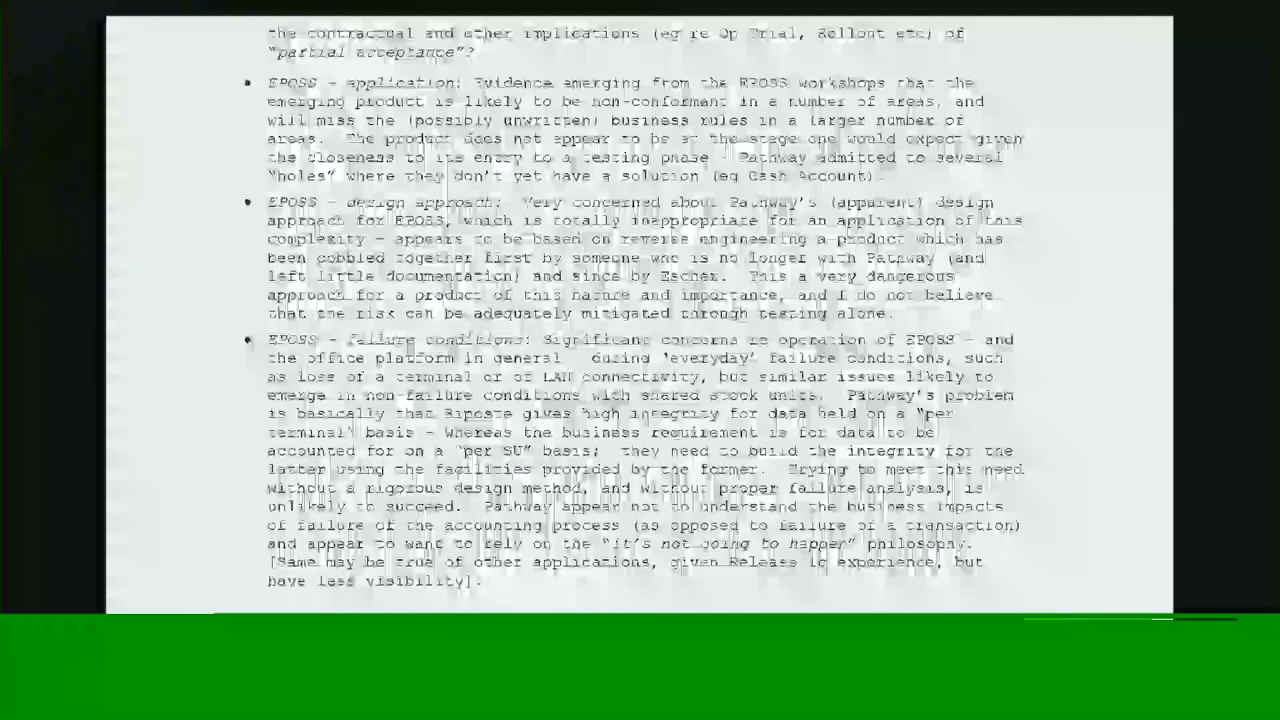 the contractual and other implications (eg re Op Trial, Rollout etc) of
"partial acceptance"?
• EPOSS – application: Evidence emerging from the EPOSS workshops that the
emerging product is likely to be non-conformant in a number of areas, and
will miss the (possibly unwritten) business rules in a larger number of
areas. The product does not appear to be at the stage one would expect given
the closeness to its entry to a testing phase. Pathway admitted to several
"holes" where they don't yet have a solution (eg Cash Account).
• EPOSS – design approach: Very concerned about Pathway's (apparent) design
approach for EPOSS, which is totally inappropriate for an application of this
complexity – appears to be based on reverse engineering a product which has
been cobbled together first by someone who is no longer with Pathway (and
left little documentation) and since by Escher. This a very dangerous
approach for a product of this nature and importance, and I do not believe
that the risk can be adequately mitigated through testing alone.
• EPOSS – failure conditions: Significant concerns re operation of EPOSS – and
the office platform in general during 'everyday' failure conditions, such
as loss of a terminal or of LAN connectivity, but similar issues likely to
emerge in non-failure conditions with shared stock units. Pathway's problem
is basically that Riposte gives high integrity for data held on a "per
terminal" basis – whereas the business requirement is for data to be
accounted for on a "per SU" basis; they need to build the integrity for the
latter using the facilities provided by the former. Trying to meet this need
without a rigorous design method, and without proper failure analysis, is
unlikely to succeed. Pathway appear not to understand the business impacts
of failure of the accounting process (as opposed to failure of a transaction)
and appear to want to rely on the "it's not going to happen" philosophy.
[Same may be true of other applications, given Release 1c experience, but
have less visibility].